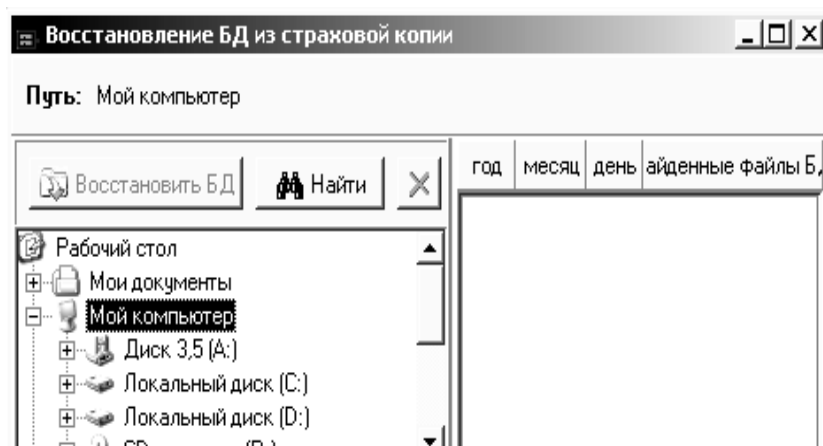 Восстановление БД из страховой копии
Путь: Мой компьютер
Восстановить БД Найти
год месяц день айденные файлы Б
Рабочий стол
Мои документы
Мой компьютер
Диск 3,5 (A:)
Локальный диск (C:)
Локальный диск (D:)